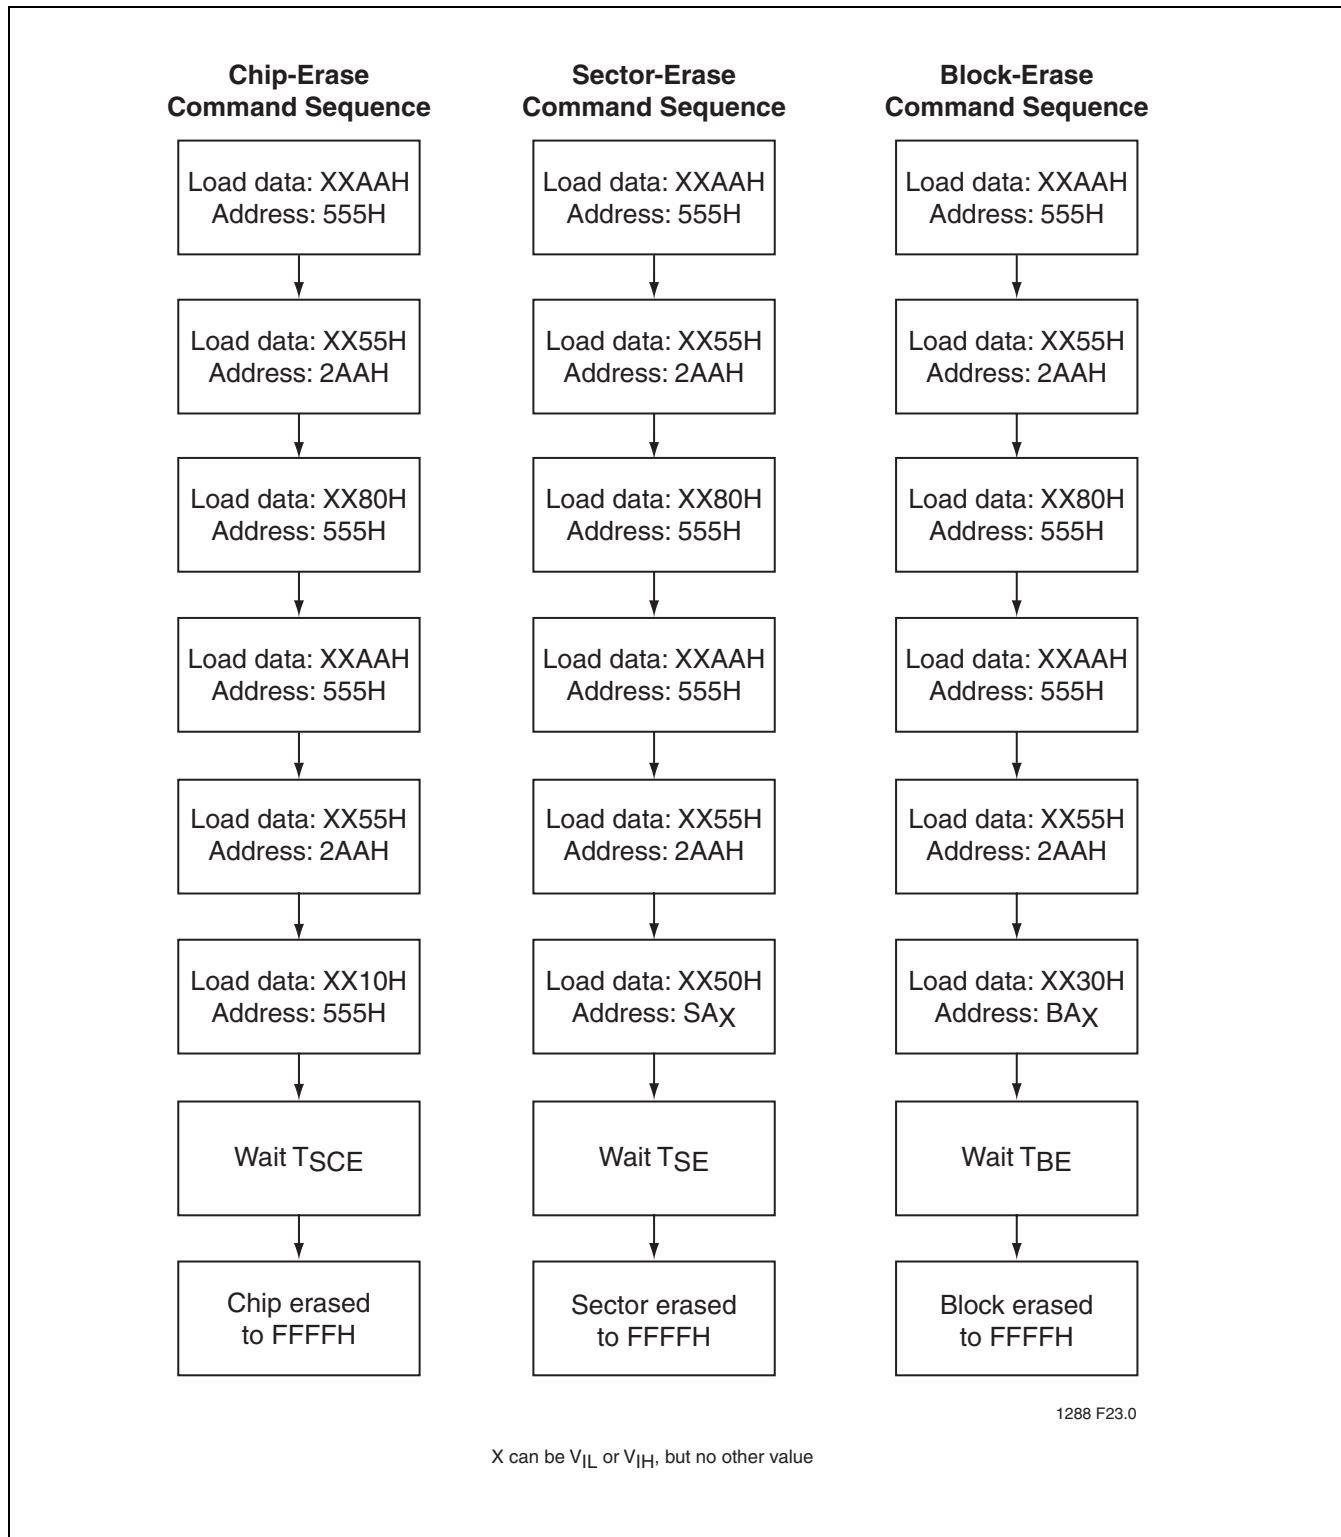 Chip-Erase
Command Sequence
Load data: XXAAH
Address: 555H
Load data: XX55H
Address: 2AAH
Load data: XX80H
Address: 555H
Load data: XXAAH
Address: 555H
Load data: XX55H
Address: 2AAH
Load data: XX10H
Address: 555H
Wait TSCE
Chip erased
to FFFFH
Sector-Erase
Command Sequence
Load data: XXAAH
Address: 555H
Load data: XX55H
Address: 2AAH
Load data: XX80H
Address: 555H
Load data: XXAAH
Address: 555H
Load data: XX55H
Address: 2AAH
Load data: XX50H
Address: SAX
Wait TSE
Sector erased
to FFFFH
Block-Erase
Command Sequence
Load data: XXAAH
Address: 555H
Load data: XX55H
Address: 2AAH
Load data: XX80H
Address: 555H
Load data: XXAAH
Address: 555H
Load data: XX55H
Address: 2AAH
Load data: XX30H
Address: BAX
Wait TBE
Block erased
to FFFFH
1288 F23.0
X can be VIL or VIH, but no other value